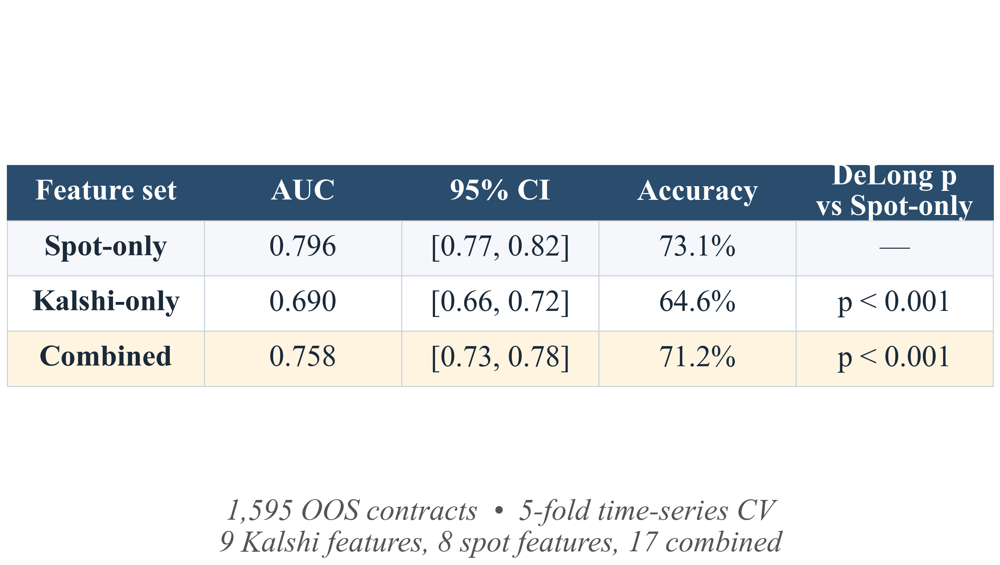 Feature set AUC 95% CI Accuracy DeLong p
vs Spot-only
Spot-only 0.796 [0.77, 0.82] 73.1% —
Kalshi-only 0.690 [0.66, 0.72] 64.6% p < 0.001
Combined 0.758 [0.73, 0.78] 71.2% p < 0.001
1,595 OOS contracts • 5-fold time-series CV
9 Kalshi features, 8 spot features, 17 combined